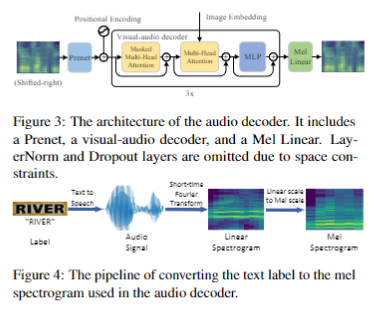 Positional Encoding
Image Embedding
Visual-audio decoder
(Shifted-right)
Prenet
Masked
Multi-Head
Attention
Multi-Head
Attention
MLP
Mel
Linear
3x
Figure 3: The architecture of the audio decoder. It includes
a Prenet, a visual-audio decoder, and a Mel Linear. Lay-
erNorm and Dropout layers are omitted due to space con-
straints.
RIVER
"RIVER"
Label
Text to
Speech
Audio
Signal
Short-time
Fourier
Transform
Linear
Spectrogram
Linear scale
to Mel scale
Mel
Spectrogram
Figure 4: The pipeline of converting the text label to the mel
spectrogram used in the audio decoder.